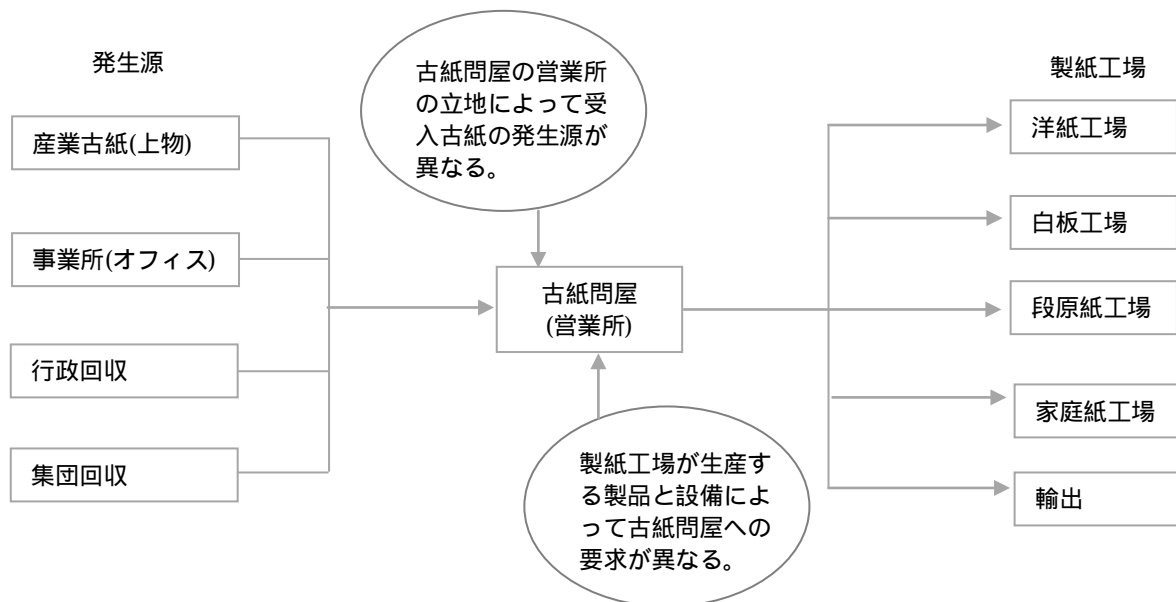 発生源
産業古紙(上物)
事業所(オフィス)
行政回収
集団回収
古紙問屋の営業所
の立地によって受
入古紙の発生源が
異なる。
古紙問屋
(営業所)
製紙工場が生産す
る製品と設備によ
って古紙問屋への
要求が異なる。
製紙工場
洋紙工場
白板工場
段原紙工場
家庭紙工場
輸出